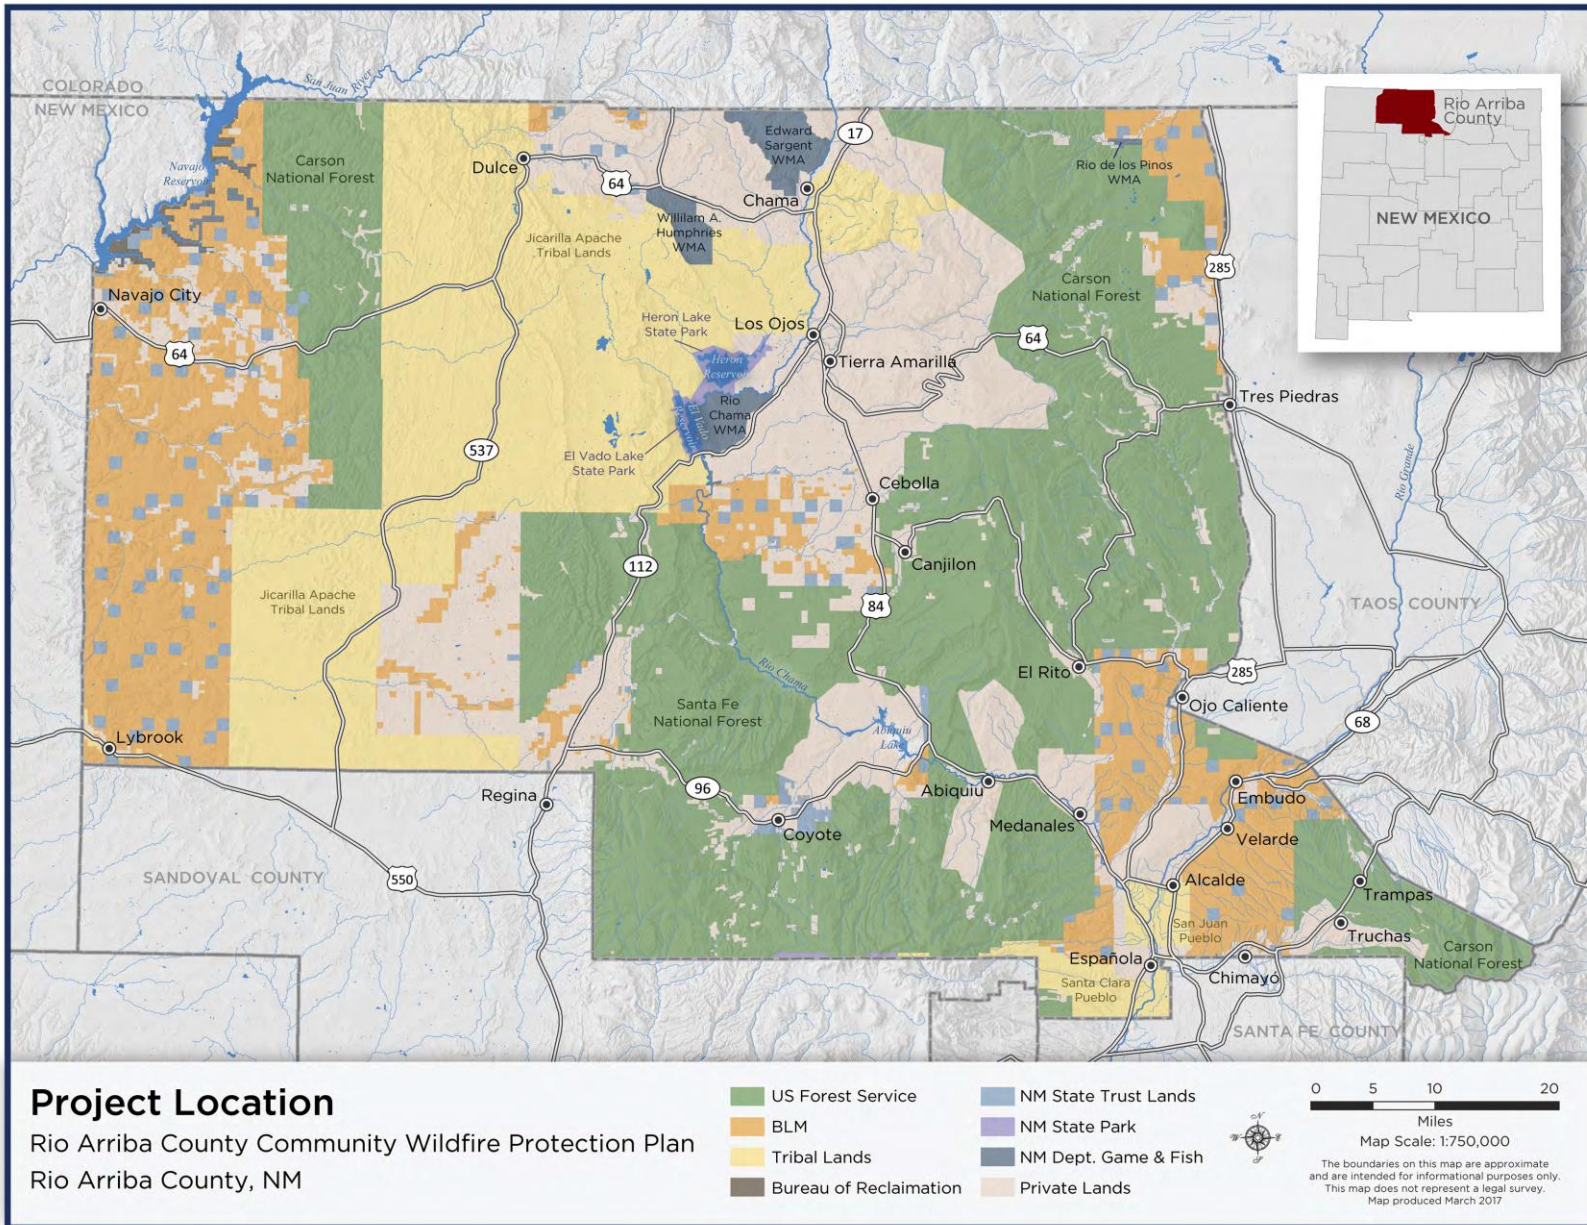 COLORADO
NEW MEXICO
San Juan River
Navajo
Reservoir
Carson
National Forest
Dulce
64
Edward
Sargent
WMA
17
Chama
Willilam A.
Humphries
WMA
Jicarilla Apache
Tribal Lands
Rio de los Pinos
WMA
285
Carson
National Forest
Rio Arriba
County
NEW MEXICO
Navajo City
64
Heron Lake
State Park
Heron
Reservoir
Los Ojos
Tierra Amarilla
64
Rio
Chama
WMA
El Vado
Reservoir
El Vado Lake
State Park
537
Tres Piedras
Rio Grande
Cebolla
Canjilon
112
84
Jicarilla Apache
Tribal Lands
TAOS COUNTY
Rio Chama
El Rito
285
Ojo Caliente
Santa Fe
National Forest
Abiquiu
Lake
68
Lybrook
Regina
96
Coyote
Abiquiu
Medanales
Embudo
Velarde
SANDOVAL COUNTY
550
Alcalde
Trampas
San Juan
Pueblo
Truchas
Carson
National Forest
Española
Chimayó
Santa Clara
Pueblo
SANTA FE COUNTY
Project Location
Rio Arriba County Community Wildfire Protection Plan
Rio Arriba County, NM
US Forest Service
BLM
Tribal Lands
Bureau of Reclaimation
NM State Trust Lands
NM State Park
NM Dept. Game & Fish
Private Lands
N
W E
S
0 5 10 20
Miles
Map Scale: 1:750,000
The boundaries on this map are approximate
and are intended for informational purposes only.
This map does not represent a legal survey.
Map produced March 2017